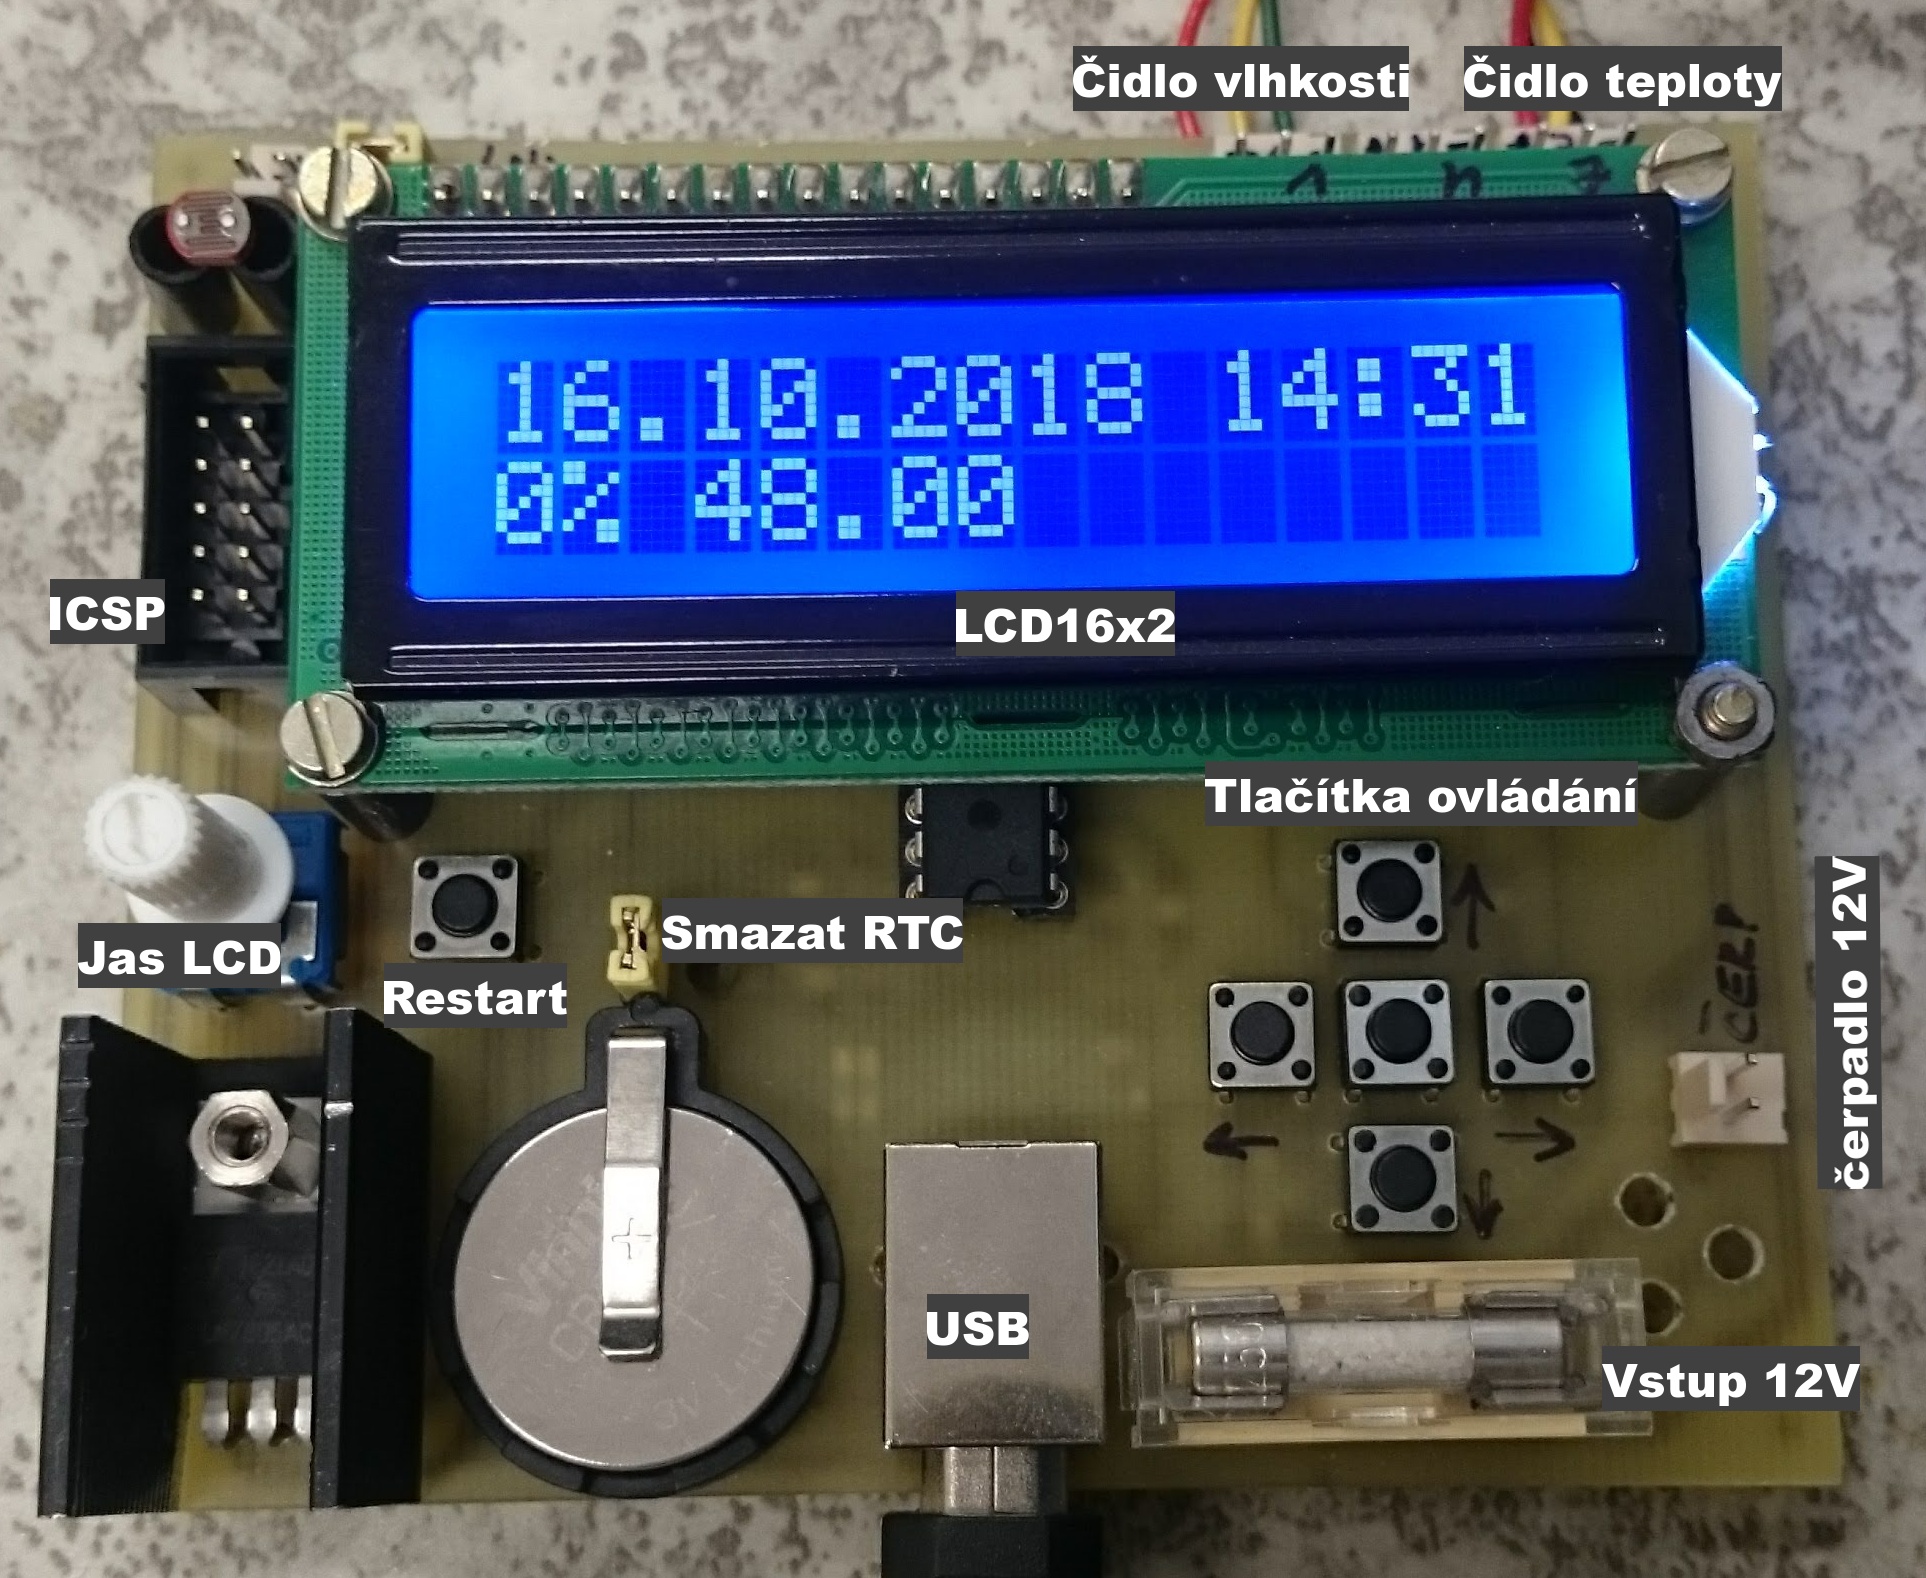 Čidlo vlhkosti
Čidlo teploty
16.10.2018 14:31
0% 48.00
LCD16x2
ICSP
Tlačítka ovládání
Jas LCD
Restart
Smazat RTC
ČERP
čerpadlo 12V
USB
Vstup 12V